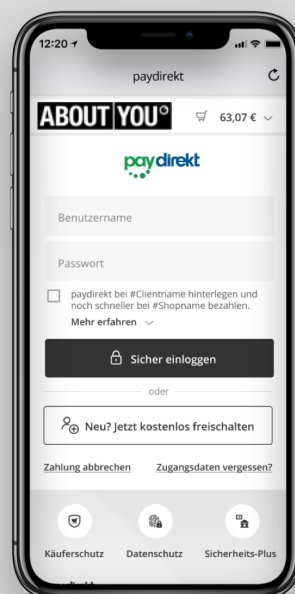 12:20
paydirekt
ABOUT YOU°
63,07 €
paydirekt
Benutzername
Passwort
paydirekt bei #Clientname hinterlegen und
noch schneller bei #Shopname bezahlen.
Mehr erfahren
Sicher einloggen
oder
Neu? Jetzt kostenlos freischalten
Zahlung abbrechen Zugangsdaten vergessen?
Käuferschutz Datenschutz Sicherheits-Plus